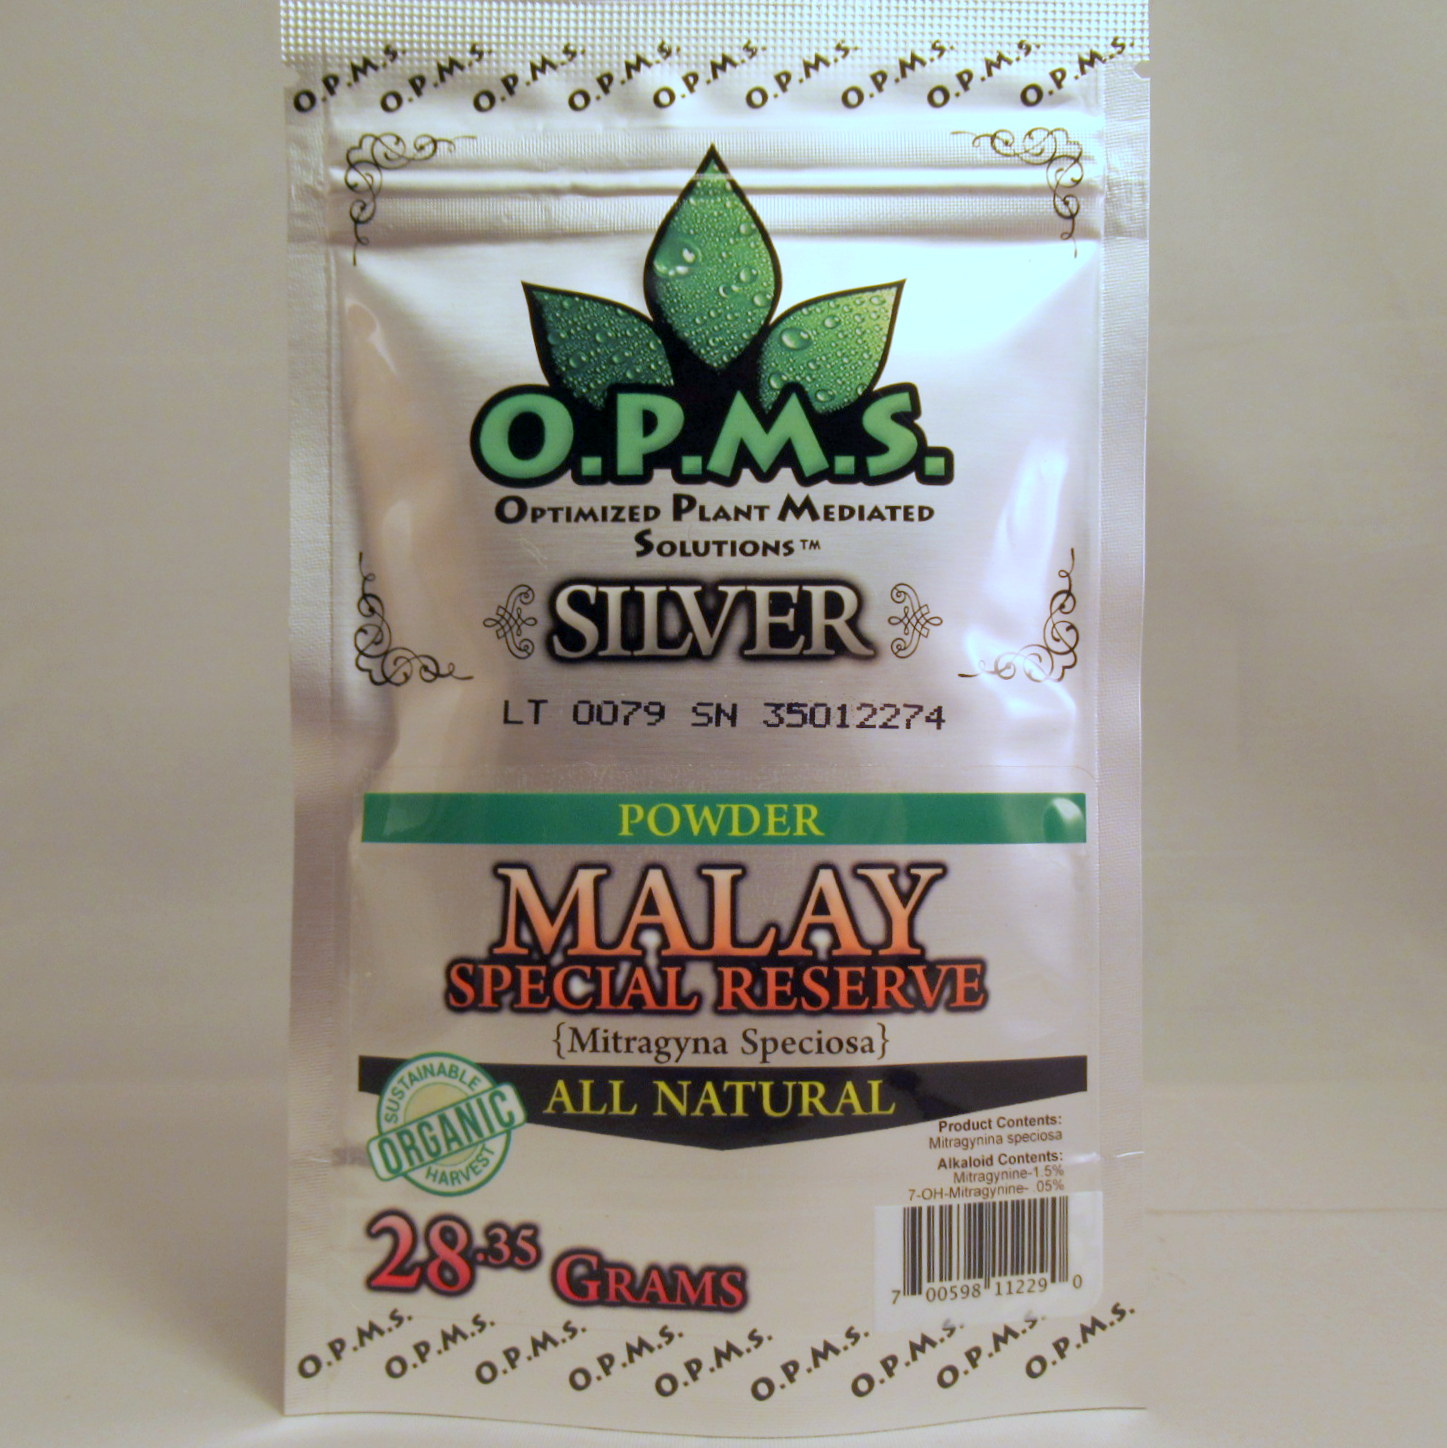 O.P.M.S. O.P.M.S. O.P.M.S. O.P.M.S. O.P.M.S. O.P.M.S. O.P.M.S. O.P.M.S. O.P.M.S.
O.P.M.S.
OPTIMIZED PLANT MEDIATED
SOLUTIONS™
SILVER
LT 0079 SN 35012274
POWDER
MALAY
SPECIAL RESERVE
{Mitragyna Speciosa}
ALL NATURAL
SUSTAINABLE
ORGANIC
HARVEST
Product Contents:
Mitragynina speciosa
Alkaloid Contents:
Mitragynine-1.5%
7-OH-Mitragynine- .05%
28.35 GRAMS
7 00598 11229 0
O.P.M.S. O.P.M.S. O.P.M.S. O.P.M.S. O.P.M.S. O.P.M.S. O.P.M.S. O.P.M.S. O.P.M.S.